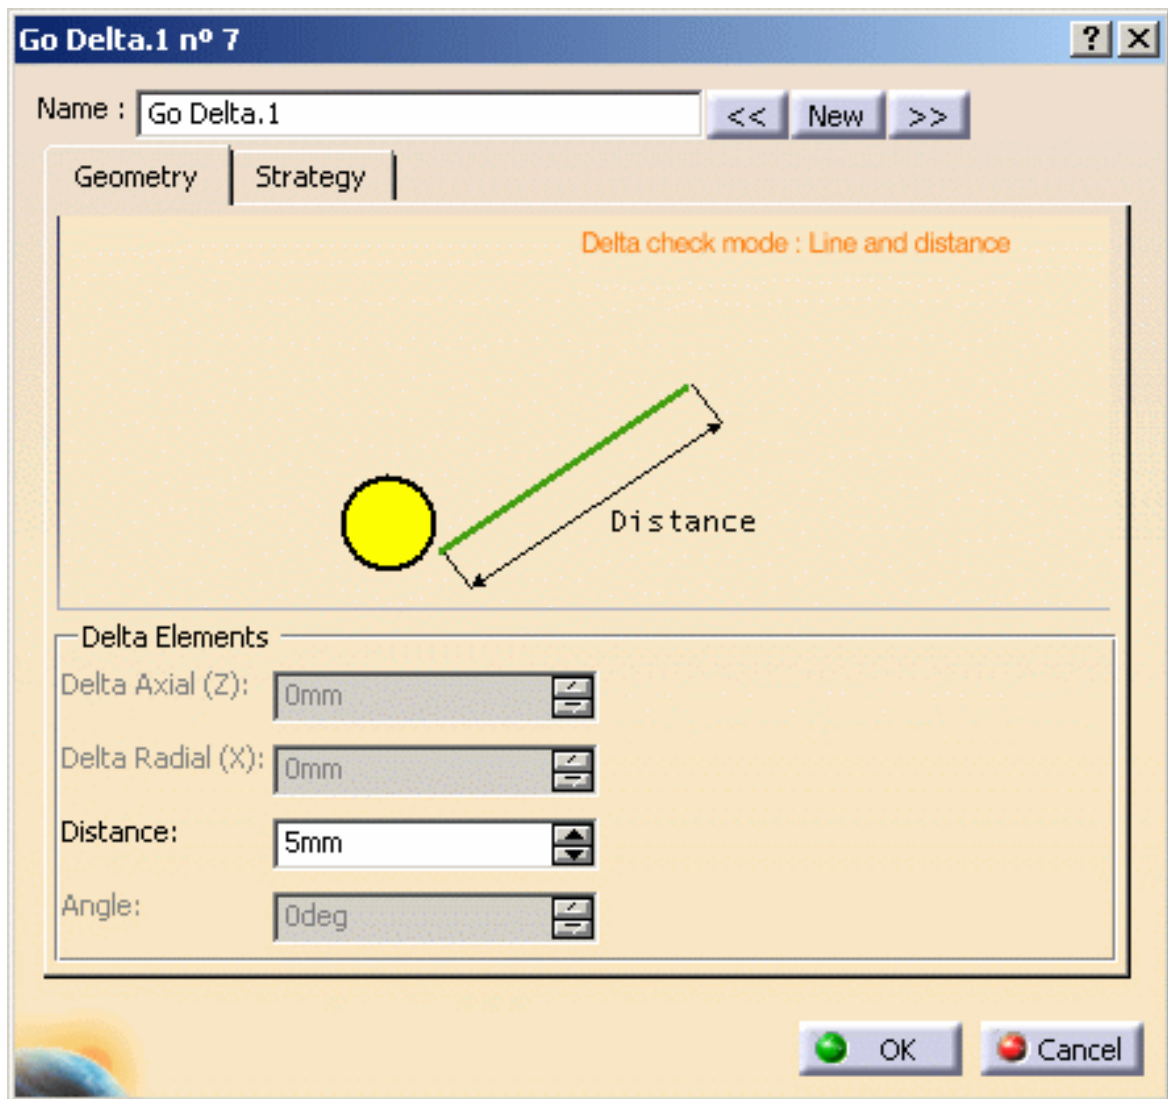 Go Delta.1 nº 7
? X
Name : Go Delta.1 << New >>
Geometry Strategy
Delta check mode : Line and distance
Distance
Delta Elements
Delta Axial (Z): 0mm
Delta Radial (X): 0mm
Distance: 5mm
Angle: 0deg
OK Cancel